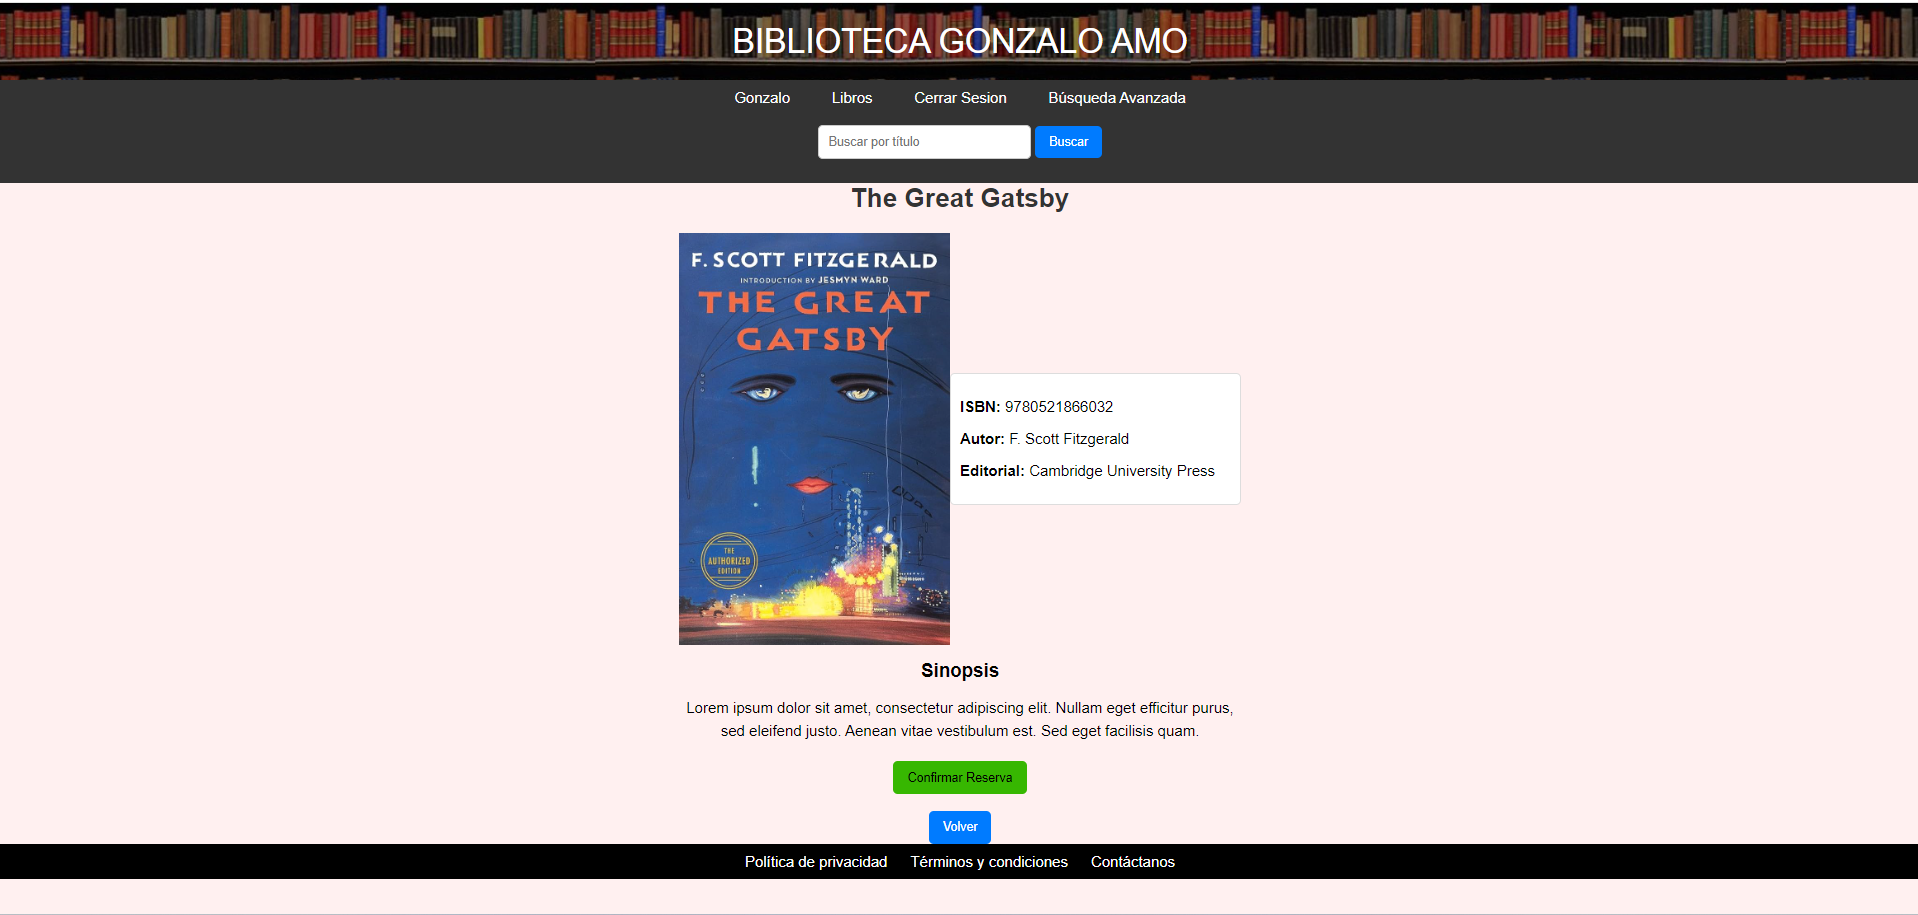 BIBLIOTECA GONZALO AMO
Gonzalo Libros Cerrar Sesion Búsqueda Avanzada
Buscar por título Buscar
The Great Gatsby
F. SCOTT FITZGERALD
INTRODUCTION BY JESMYN WARD
THE GREAT
GATSBY
THE
AUTHORIZED
EDITION
ISBN: 9780521866032
Autor: F. Scott Fitzgerald
Editorial: Cambridge University Press
Sinopsis
Lorem ipsum dolor sit amet, consectetur adipiscing elit. Nullam eget efficitur purus,
sed eleifend justo. Aenean vitae vestibulum est. Sed eget facilisis quam.
Confirmar Reserva
Volver
Política de privacidad Términos y condiciones Contáctanos